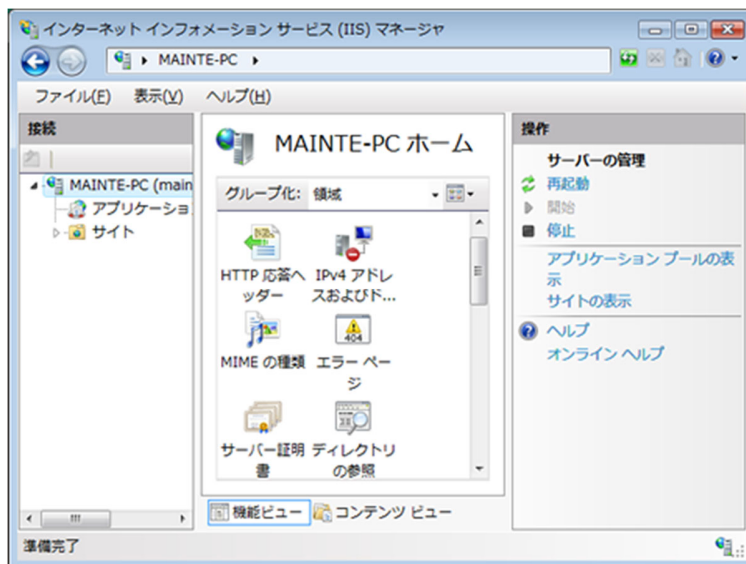 インターネット インフォメーション サービス (IIS) マネージャ
MAINTE-PC
ファイル(F) 表示(V) ヘルプ(H)
接続
MAINTE-PC (main
アプリケーショ
サイト
MAINTE-PC ホーム
グループ化: 領域
HTTP 応答ヘ
ッダー
IPv4 アドレ
スおよびド...
MIME の種類
エラー ペー
ジ
404
サーバー証明
書
ディレクトリ
の参照
機能ビュー
コンテンツ ビュー
操作
サーバーの管理
再起動
開始
停止
アプリケーション プールの表
示
サイトの表示
ヘルプ
オンライン ヘルプ
準備完了